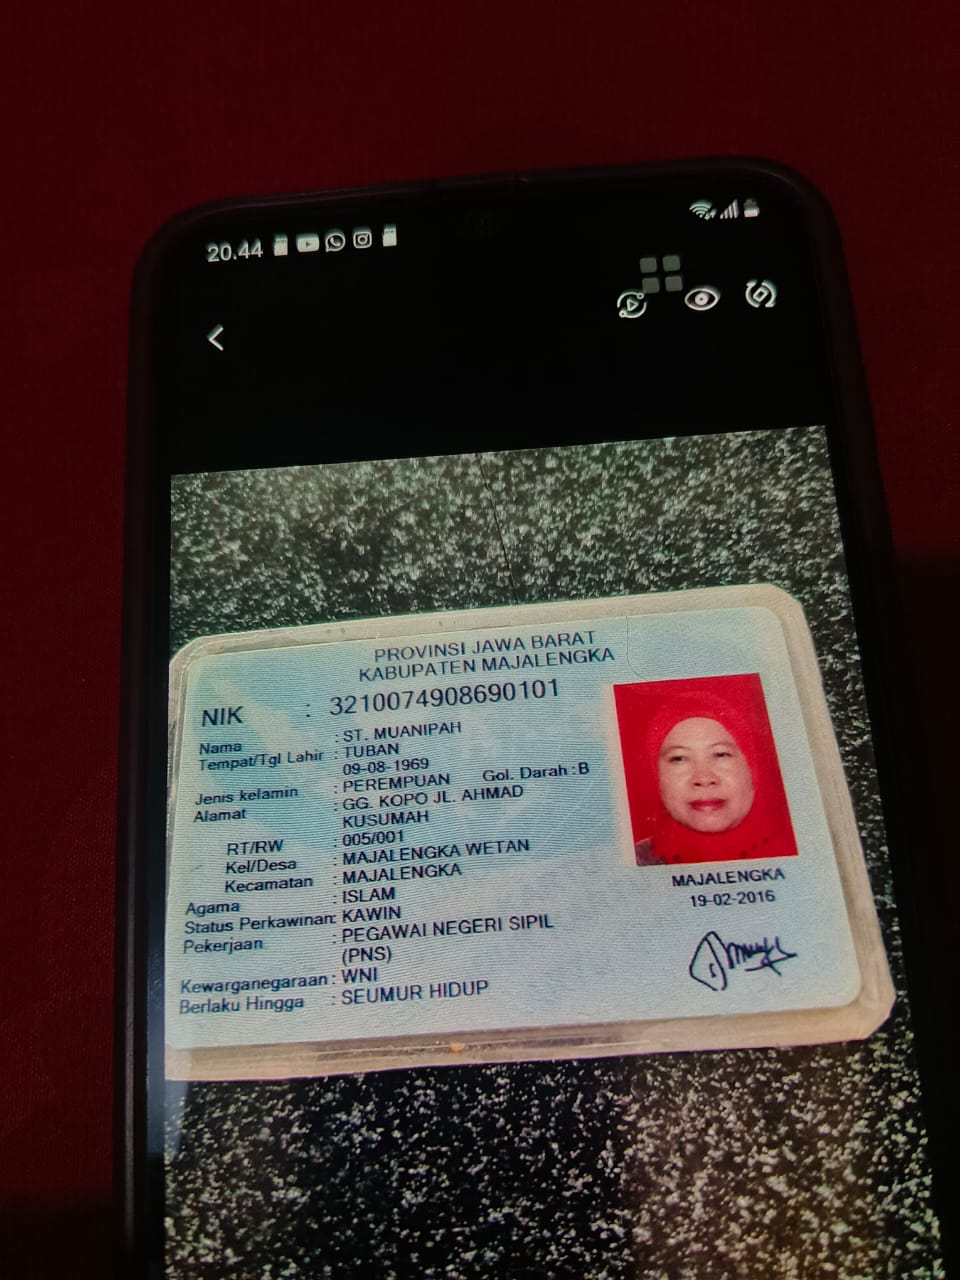 20.44
PROVINSI JAWA BARAT
KABUPATEN MAJALENGKA
NIK : 3210074908690101
Nama : ST. MUANIPAH
Tempat/Tgl Lahir : TUBAN
09-08-1969
Jenis kelamin : PEREMPUAN Gol. Darah : B
Alamat : GG. KOPO JL. AHMAD
KUSUMAH
RT/RW : 005/001
Kel/Desa : MAJALENGKA WETAN
Kecamatan : MAJALENGKA
Agama : ISLAM
Status Perkawinan: KAWIN
Pekerjaan : PEGAWAI NEGERI SIPIL
(PNS)
Kewarganegaraan : WNI
Berlaku Hingga : SEUMUR HIDUP
MAJALENGKA
19-02-2016